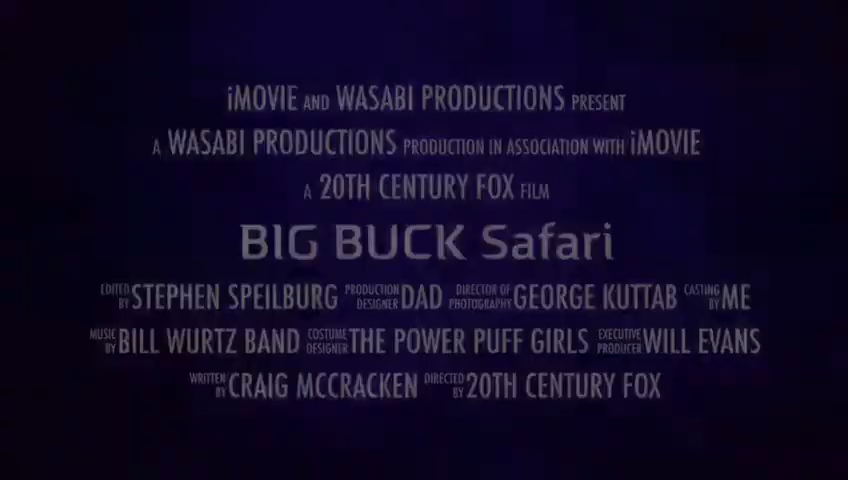 iMOVIE AND WASABI PRODUCTIONS PRESENT
A WASABI PRODUCTIONS PRODUCTION IN ASSOCIATION WITH iMOVIE
A 20TH CENTURY FOX FILM
BIG BUCK Safari
EDITED BY STEPHEN SPEILBURG PRODUCTION DESIGNER DAD DIRECTOR OF PHOTOGRAPHY GEORGE KUTTAB CASTING BY ME
MUSIC BY BILL WURTZ BAND COSTUME DESIGNER THE POWER PUFF GIRLS EXECUTIVE PRODUCER WILL EVANS
WRITTEN BY CRAIG MCCRACKEN DIRECTED BY 20TH CENTURY FOX